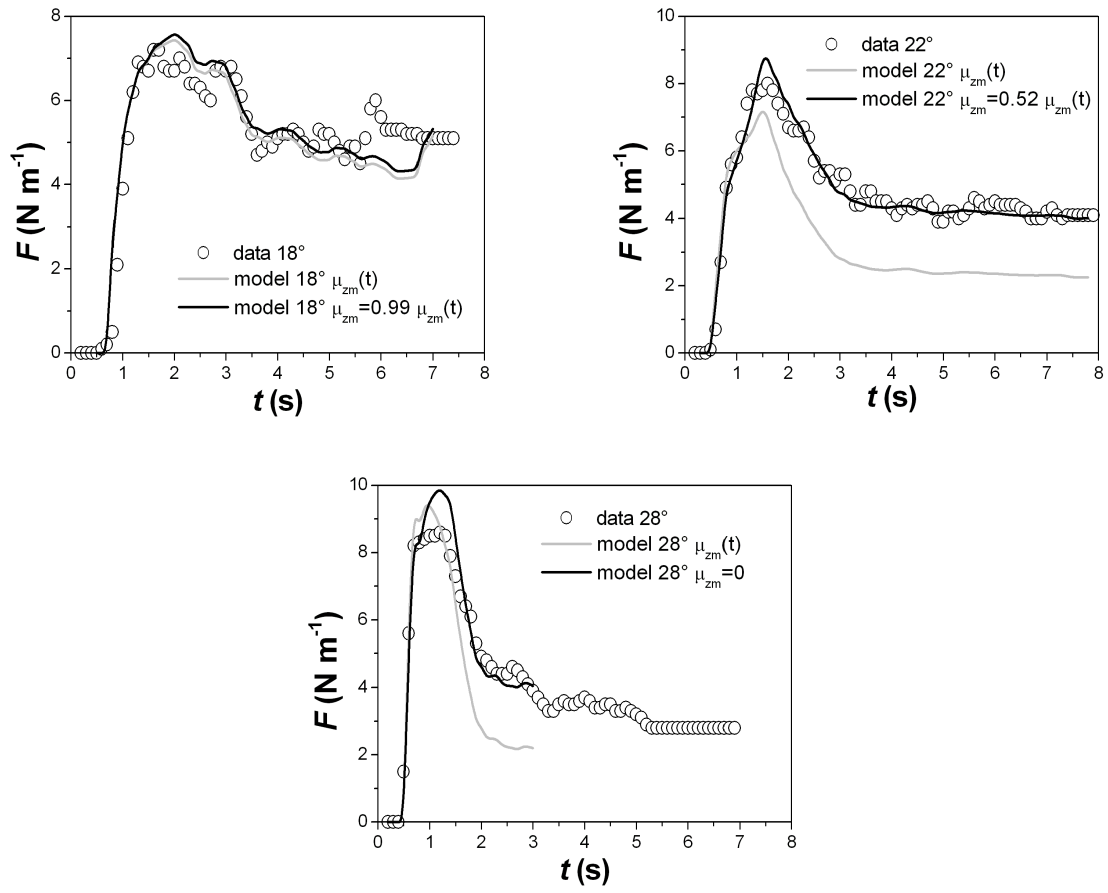 8
6
4
2
0
F (N m⁻¹)
data 18°
model 18° μzm(t)
model 18° μzm=0.99 μzm(t)
0 1 2 3 4 5 6 7 8
t (s)
10
8
6
4
2
0
F (N m⁻¹)
data 22°
model 22° μzm(t)
model 22° μzm=0.52 μzm(t)
0 1 2 3 4 5 6 7 8
t (s)
10
8
6
4
2
0
F (N m⁻¹)
data 28°
model 28° μzm(t)
model 28° μzm=0
0 1 2 3 4 5 6 7 8
t (s)